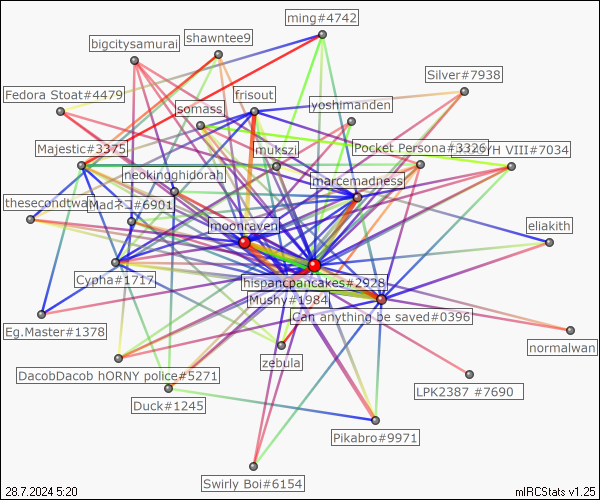 ming#4742
shawntee9
bigcitysamurai
Silver#7938
Fedora Stoat#4479
frisout
somass
yoshimanden
Majestic#3375
mukszi
Pocket Persona#3326
VIII#7034
neokingghidorah
marcemadness
thesecondtwan
Madネコ#6901
moonraven
eliakith
Cypha#1717
hispancpancakes#2928
Mushy#1984
Can anything be saved#0396
Eg.Master#1378
normalwan
zebula
DacobDacob hORNY police#5271
LPK2387 #7690
Duck#1245
Pikabro#9971
Swirly Boi#6154
28.7.2024 5:20
mIRCStats v1.25